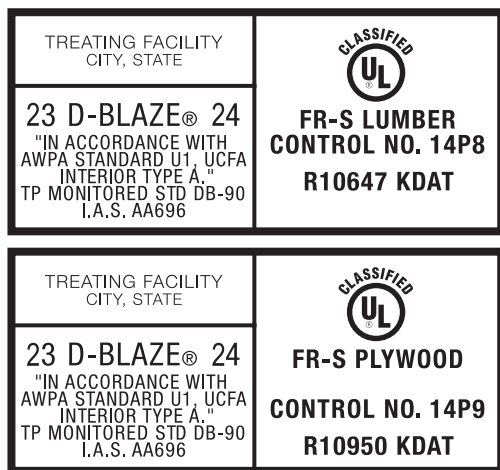 TREATING FACILITY
CITY, STATE
23 D-BLAZE® 24
"IN ACCORDANCE WITH
AWPA STANDARD U1, UCFA
INTERIOR TYPE A."
TP MONITORED STD DB-90
I.A.S. AA696
CLASSIFIED
UL ®
FR-S LUMBER
CONTROL NO. 14P8
R10647 KDAT
TREATING FACILITY
CITY, STATE
23 D-BLAZE® 24
"IN ACCORDANCE WITH
AWPA STANDARD U1, UCFA
INTERIOR TYPE A."
TP MONITORED STD DB-90
I.A.S. AA696
CLASSIFIED
UL ®
FR-S PLYWOOD
CONTROL NO. 14P9
R10950 KDAT